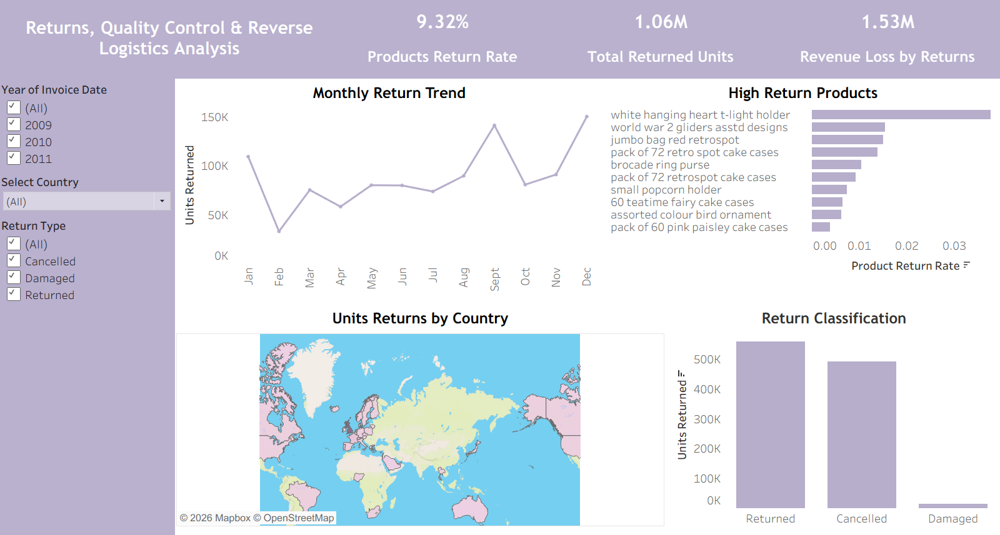 Returns, Quality Control & Reverse
Logistics Analysis
9.32%
Products Return Rate
1.06M
Total Returned Units
1.53M
Revenue Loss by Returns
Year of Invoice Date
(All)
2009
2010
2011
Select Country
(All)
Return Type
(All)
Cancelled
Damaged
Returned
Monthly Return Trend
Units Returned
150K
100K
50K
0K
Jan
Feb
Mar
Apr
May
Jun
Jul
Aug
Sept
Oct
Nov
Dec
High Return Products
white hanging heart t-light holder
world war 2 gliders asstd designs
jumbo bag red retrospot
pack of 72 retro spot cake cases
brocade ring purse
pack of 72 retrospot cake cases
small popcorn holder
60 teatime fairy cake cases
assorted colour bird ornament
pack of 60 pink paisley cake cases
0.00 0.01 0.02 0.03
Product Return Rate
Units Returns by Country
© 2026 Mapbox © OpenStreetMap
Return Classification
Units Returned
500K
400K
300K
200K
100K
0K
Returned
Cancelled
Damaged